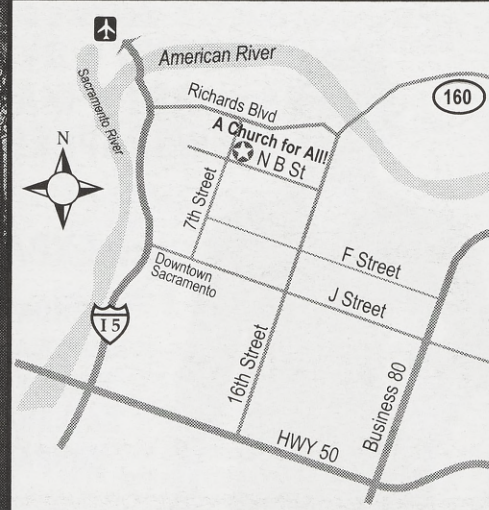 American River
Sacramento River
160
Richards Blvd
A Church for All!
N B St
N
7th Street
F Street
Downtown
Sacramento
J Street
I 5
16th Street
Business 80
HWY 50